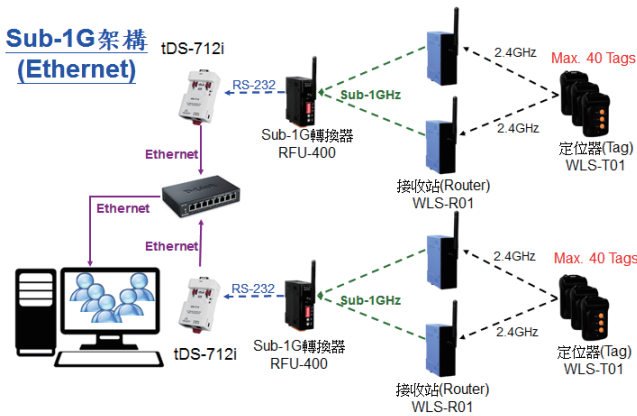 Sub-1G架構
(Ethernet)
tDS-712i
RS-232
Sub-1GHz
2.4GHz
2.4GHz
Max. 40 Tags
Sub-1G轉換器
RFU-400
接收站(Router)
WLS-R01
定位器(Tag)
WLS-T01
Ethernet
D-Link
Ethernet
Ethernet
tDS-712i
RS-232
Sub-1GHz
2.4GHz
2.4GHz
Max. 40 Tags
Sub-1G轉換器
RFU-400
接收站(Router)
WLS-R01
定位器(Tag)
WLS-T01